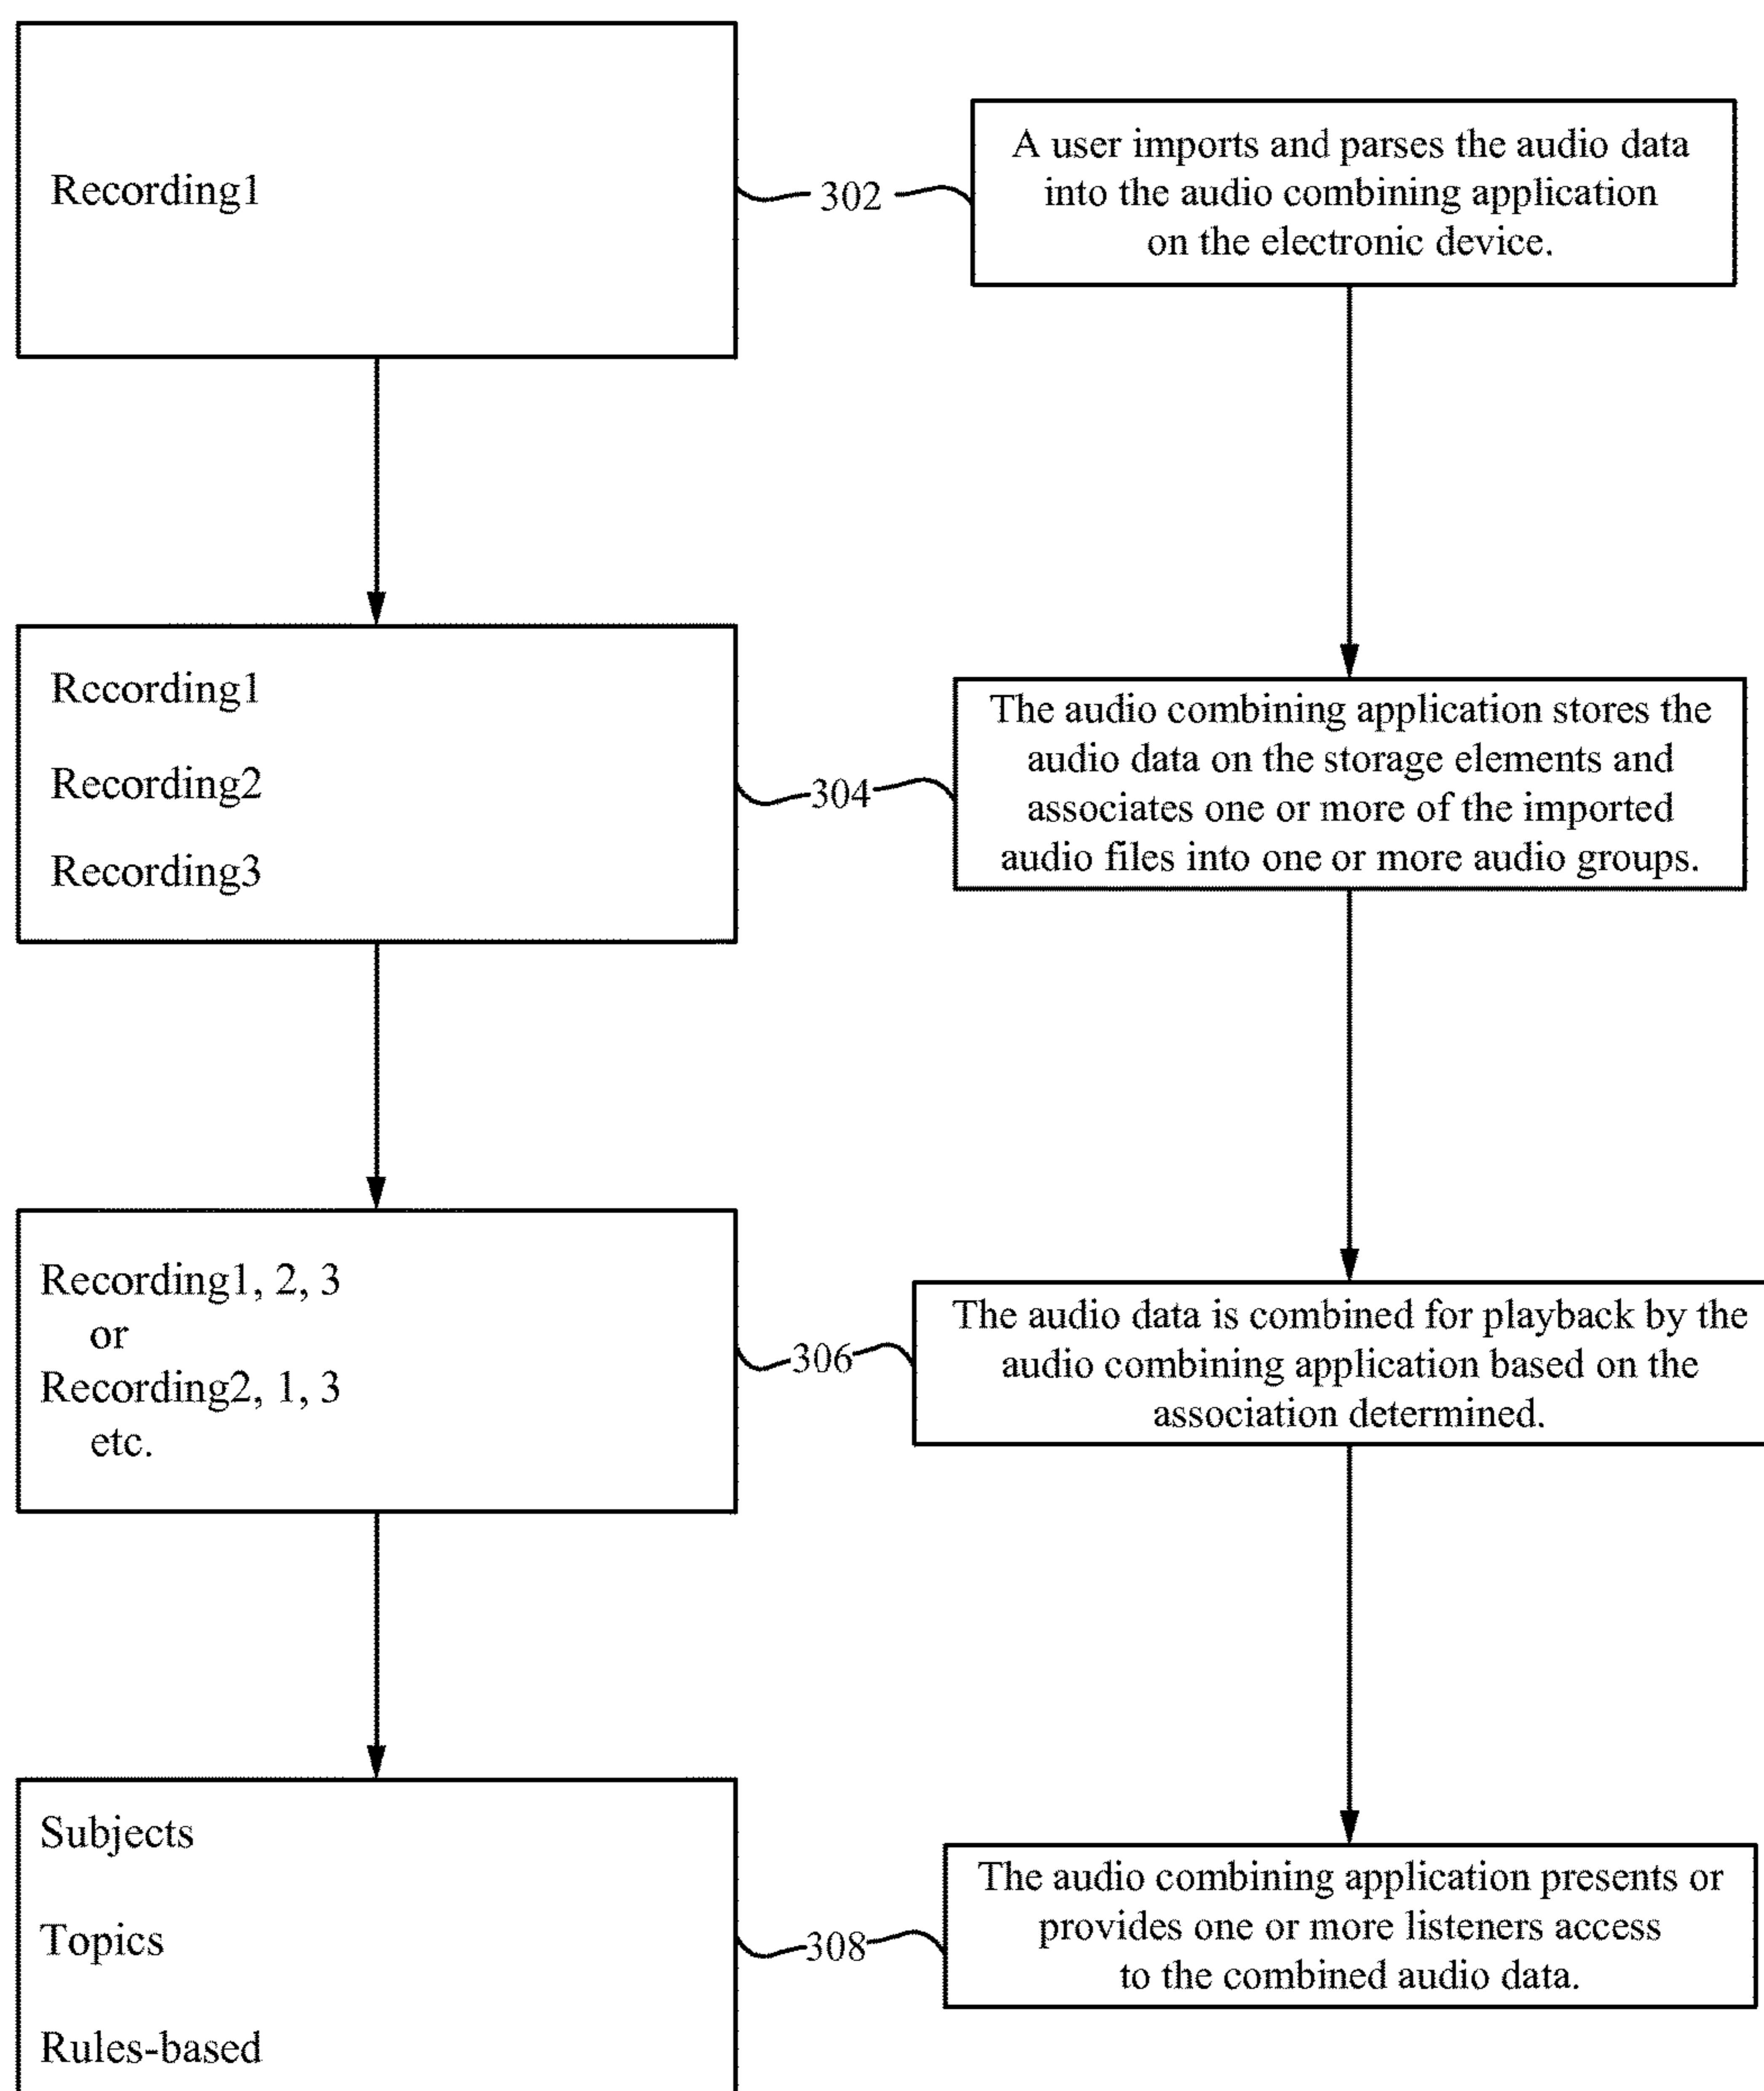 Recording1
302
A user imports and parses the audio data
into the audio combining application
on the electronic device.
Rccording1
Recording2
Recording3
304
The audio combining application stores the
audio data on the storage elements and
associates one or more of the imported
audio files into one or more audio groups.
Recording1, 2, 3
or
Recording2, 1, 3
etc.
306
The audio data is combined for playback by the
audio combining application based on the
association determined.
Subjects
Topics
Rules-based
308
The audio combining application presents or
provides one or more listeners access
to the combined audio data.